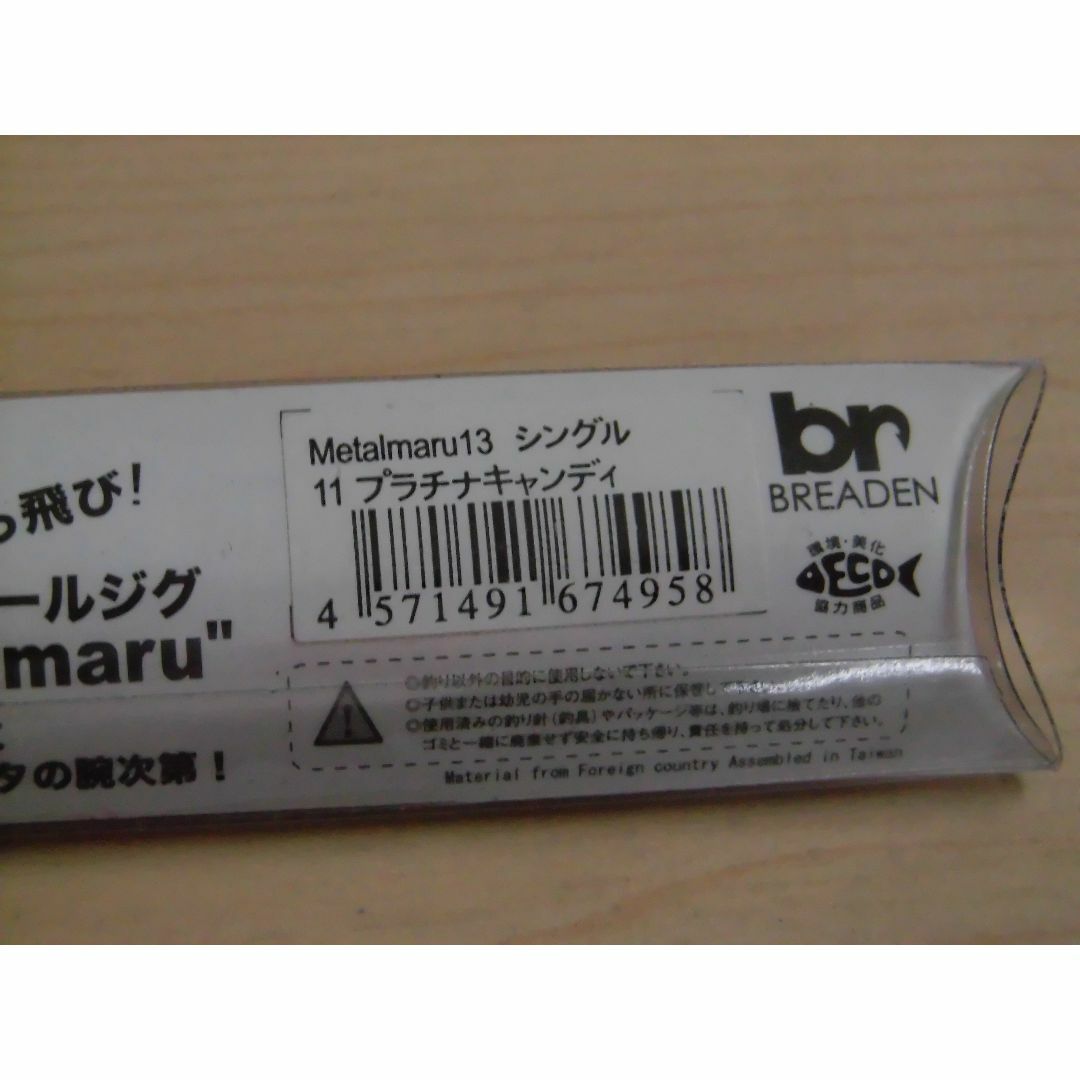 っ飛び!
ールジグ
maru"
タの腕次第!
Metalmaru13 シングル
11 プラチナキャンディ
4 571491 674958
br
BREADEN
環境・美化
ECO
協力商品
◎釣り以外の目的に使用しないで下さい。
◎子供または幼児の手の届かない所に保管して
◎使用済みの釣り針(釣具)やパッケージ等は、釣り場に捨てたり、他の
ゴミと一緒に廃棄せず安全に持ち帰り、責任を持って処分して下さい。
Material from Foreign country Assembled in Taiwan